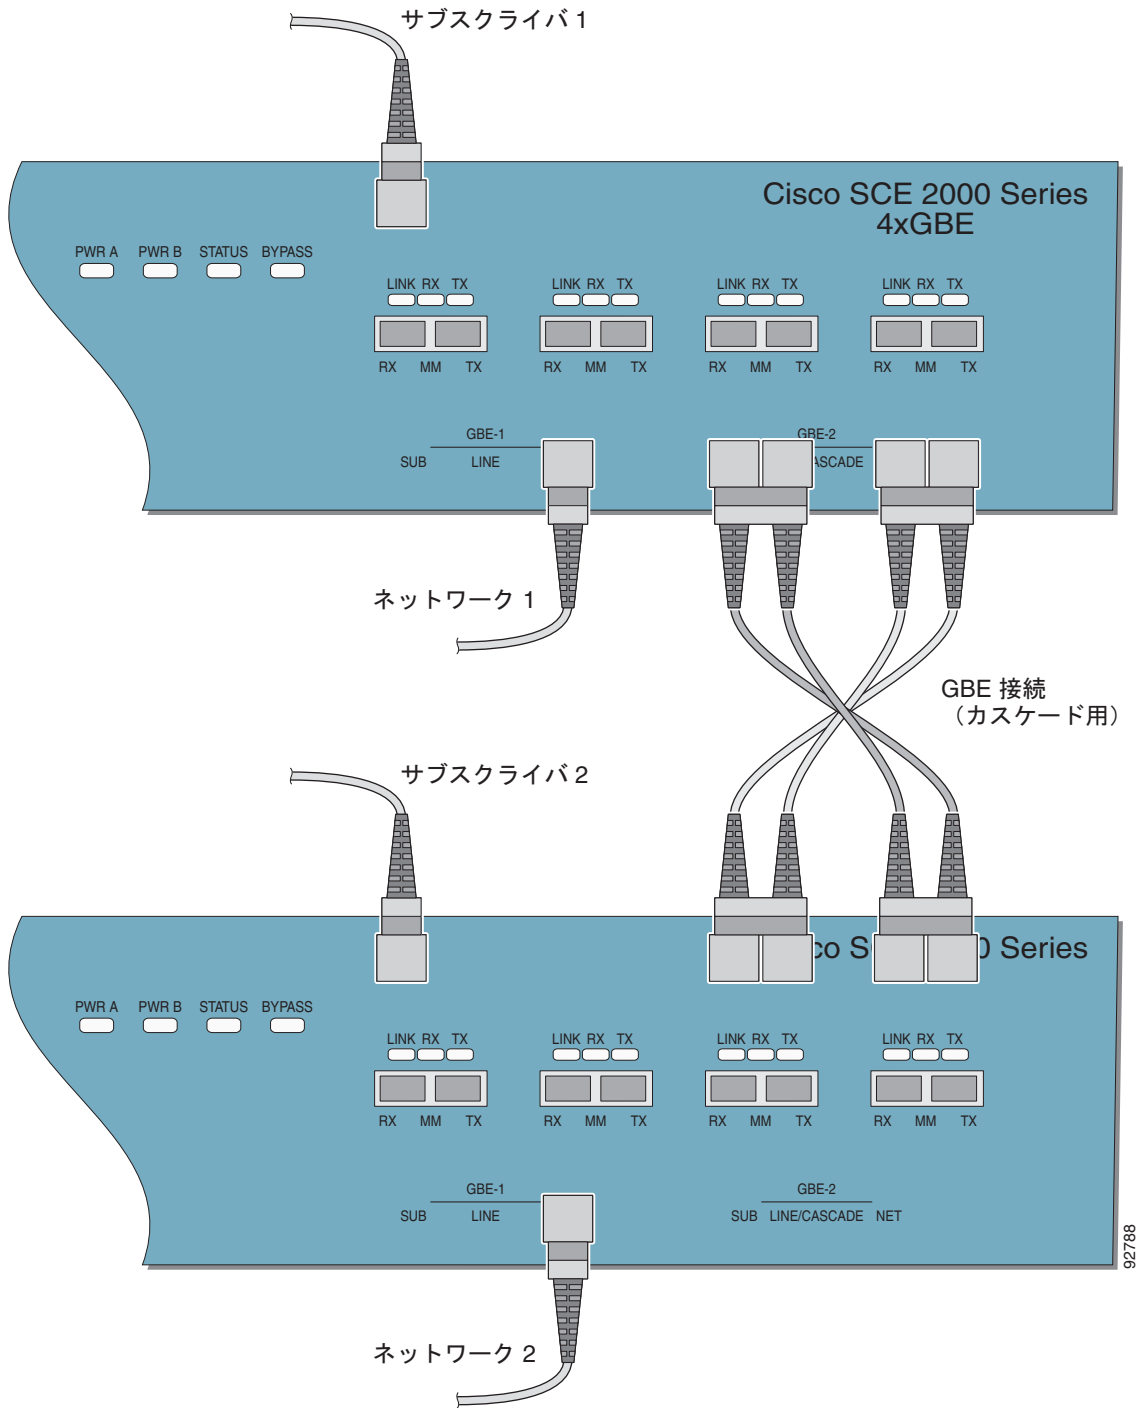 サブスクライバ 1
Cisco SCE 2000 Series
4xGBE
PWR A PWR B STATUS BYPASS
LINK RX TX LINK RX TX LINK RX TX LINK RX TX
RX MM TX RX MM TX RX MM TX RX MM TX
GBE-1 GBE-2
SUB LINE ASCADE
ネットワーク 1
GBE 接続
（カスケード用）
サブスクライバ 2
co S 0 Series
PWR A PWR B STATUS BYPASS
LINK RX TX LINK RX TX LINK RX TX LINK RX TX
RX MM TX RX MM TX RX MM TX RX MM TX
GBE-1 GBE-2
SUB LINE SUB LINE/CASCADE NET
92788
ネットワーク 2